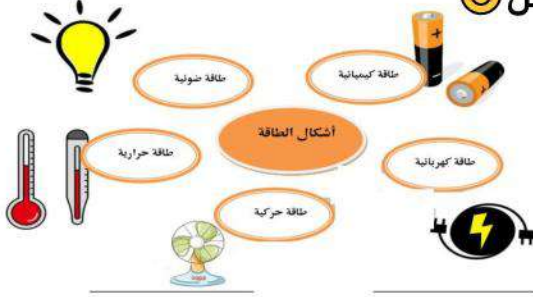 طاقة كيميائية
طاقة ضوئية
أشكال الطاقة
طاقة حرارية
طاقة كهربائية
طاقة حركية